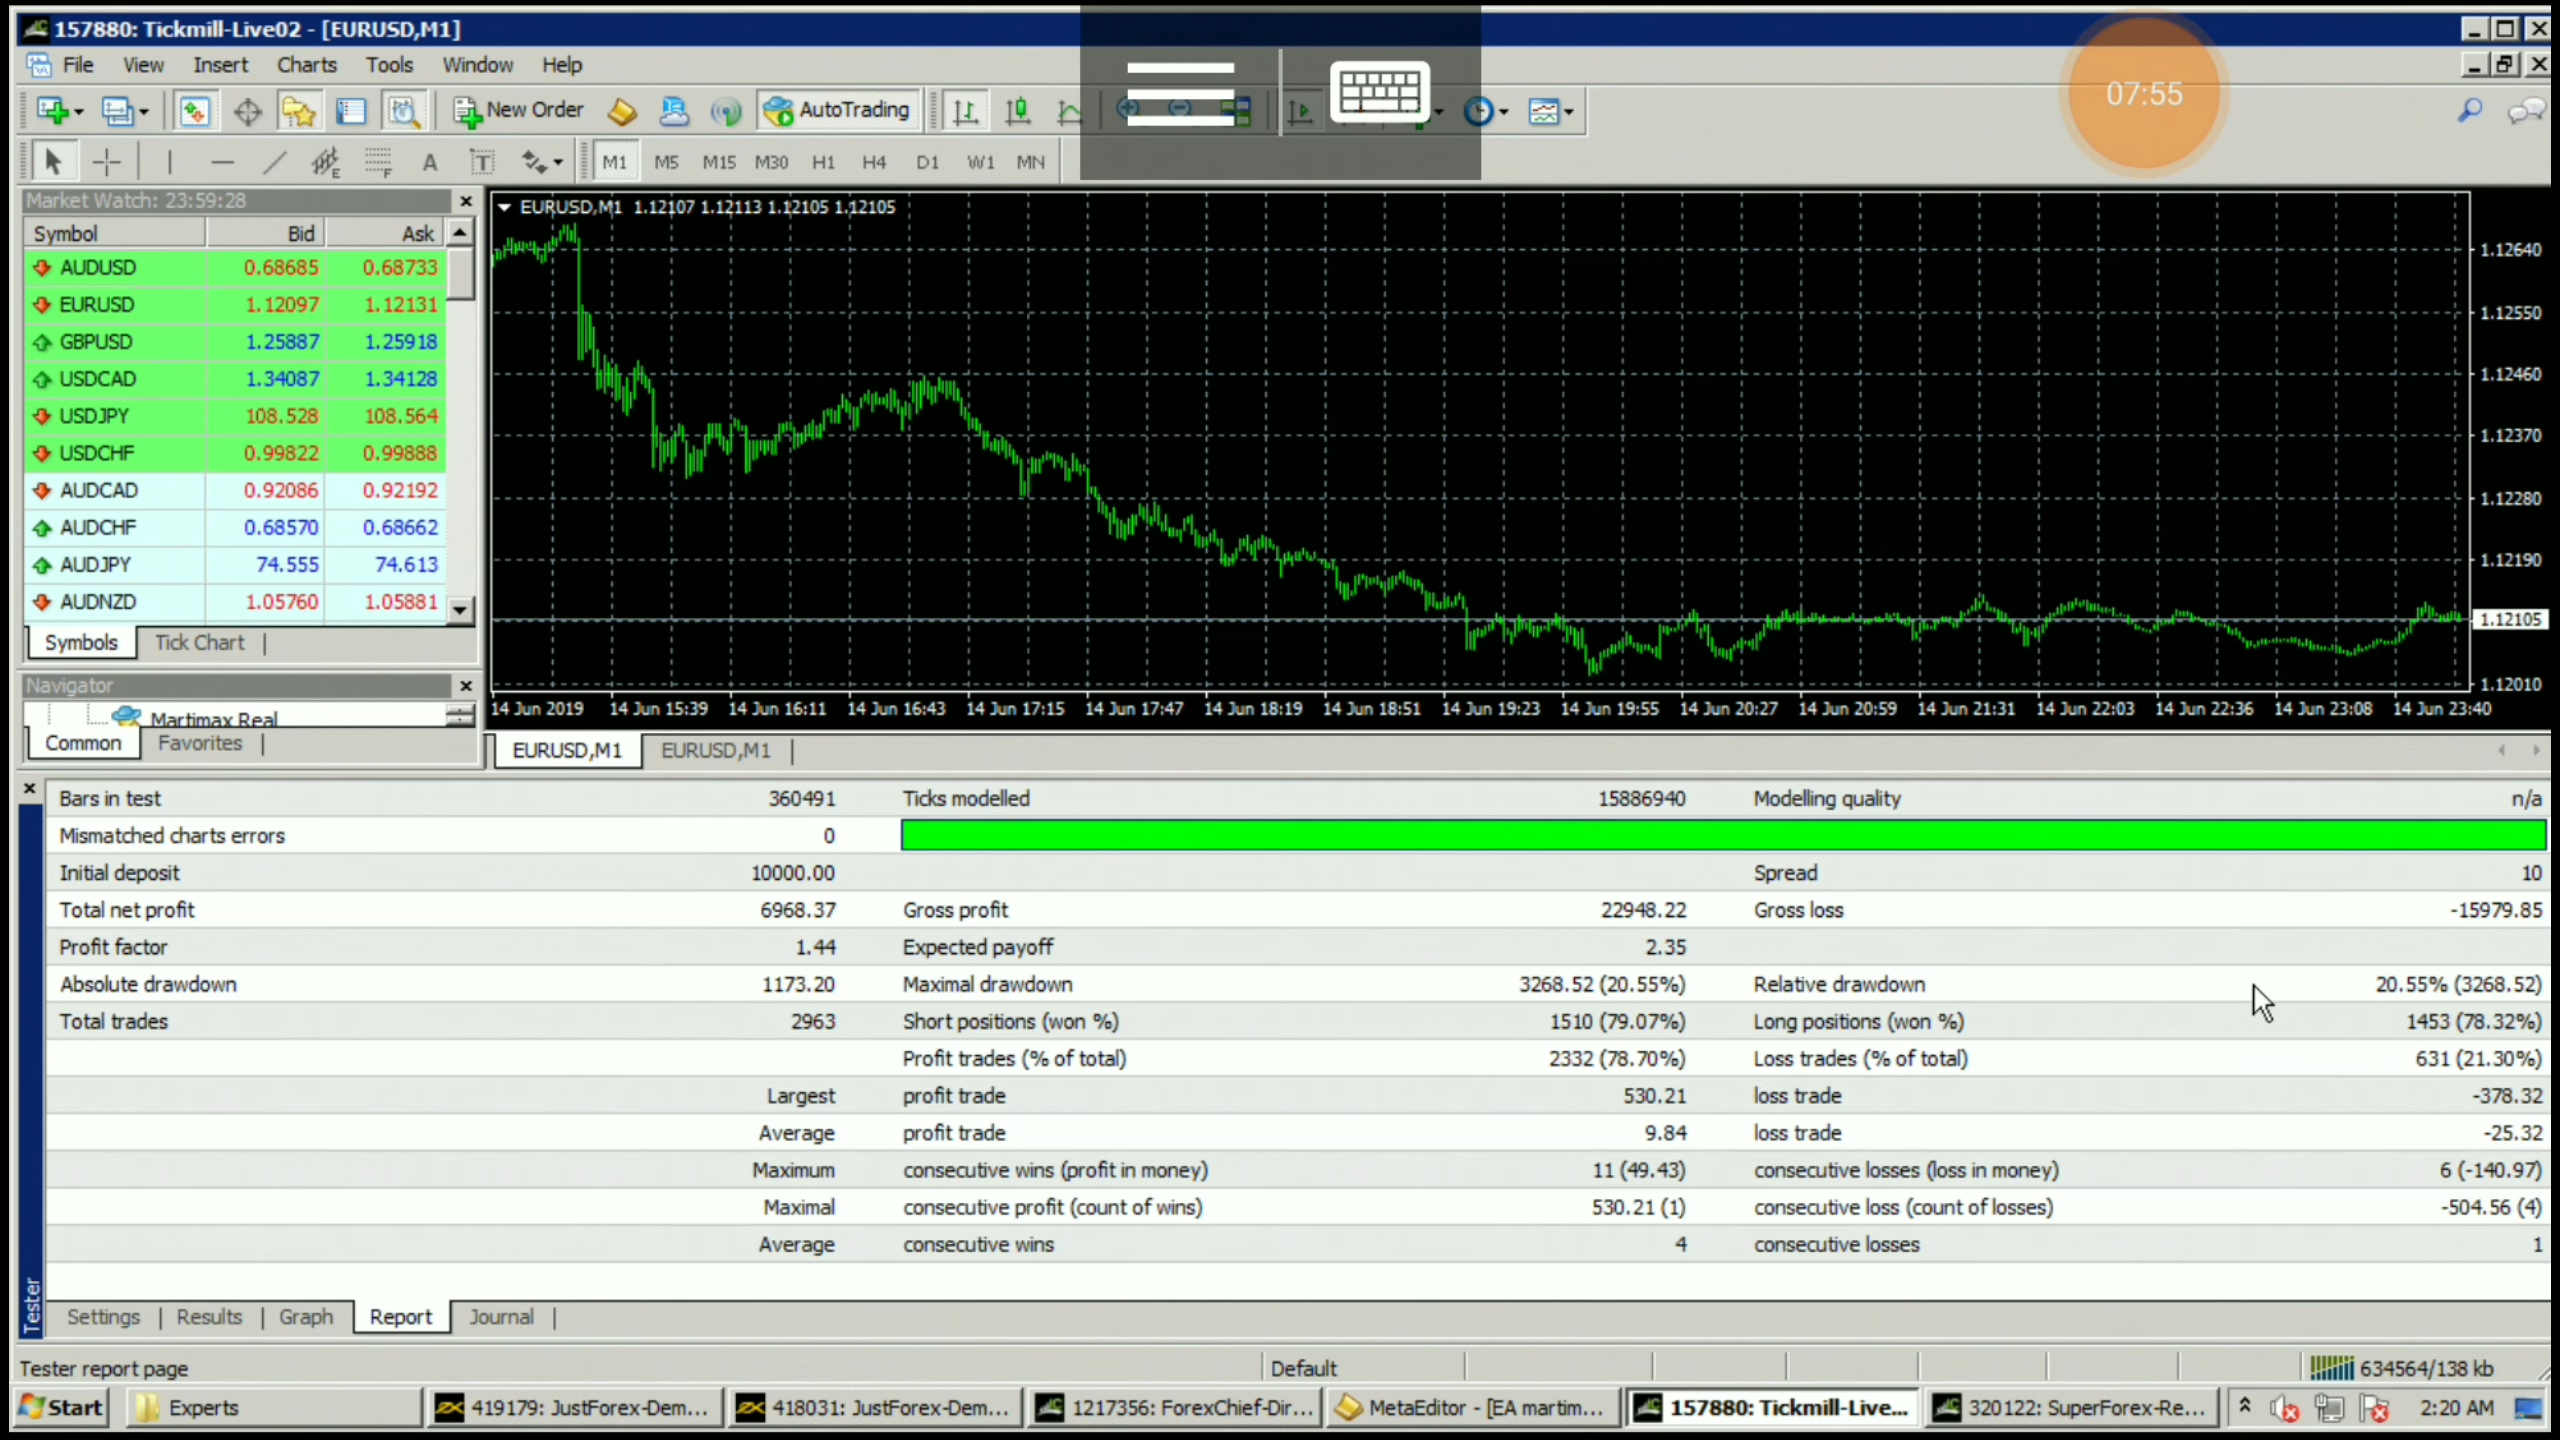 157880: Tickmill-Live02 - [EURUSD,M1]
07:55
File View Insert Charts Tools Window Help
New Order AutoTrading
E F A T M1 M5 M15 M30 H1 H4 D1 W1 MN
Market Watch: 23:59:28
Symbol Bid Ask
AUDUSD 0.68685 0.68733
EURUSD 1.12097 1.12131
GBPUSD 1.25887 1.25918
USDCAD 1.34087 1.34128
USDJPY 108.528 108.564
USDCHF 0.99822 0.99888
AUDCAD 0.92086 0.92192
AUDCHF 0.68570 0.68662
AUDJPY 74.555 74.613
AUDNZD 1.05760 1.05881
Symbols Tick Chart
Navigator
Martimax Real
Common Favorites
EURUSD,M1 1.12107 1.12113 1.12105 1.12105
1.12640
1.12550
1.12460
1.12370
1.12280
1.12190
1.12105
1.12010
14 Jun 2019 14 Jun 15:39 14 Jun 16:11 14 Jun 16:43 14 Jun 17:15 14 Jun 17:47 14 Jun 18:19 14 Jun 18:51 14 Jun 19:23 14 Jun 19:55 14 Jun 20:27 14 Jun 20:59 14 Jun 21:31 14 Jun 22:03 14 Jun 22:36 14 Jun 23:08 14 Jun 23:40
EURUSD,M1 EURUSD,M1
Bars in test 360491 Ticks modelled 15886940 Modelling quality n/a
Mismatched charts errors 0
Initial deposit 10000.00 Spread 10
Total net profit 6968.37 Gross profit 22948.22 Gross loss -15979.85
Profit factor 1.44 Expected payoff 2.35
Absolute drawdown 1173.20 Maximal drawdown 3268.52 (20.55%) Relative drawdown 20.55% (3268.52)
Total trades 2963 Short positions (won %) 1510 (79.07%) Long positions (won %) 1453 (78.32%)
Profit trades (% of total) 2332 (78.70%) Loss trades (% of total) 631 (21.30%)
Largest profit trade 530.21 loss trade -378.32
Average profit trade 9.84 loss trade -25.32
Maximum consecutive wins (profit in money) 11 (49.43) consecutive losses (loss in money) 6 (-140.97)
Maximal consecutive profit (count of wins) 530.21 (1) consecutive loss (count of losses) -504.56 (4)
Average consecutive wins 4 consecutive losses 1
Tester
Settings Results Graph Report Journal
Tester report page Default 634564/138 kb
Start Experts 419179: JustForex-Dem... 418031: JustForex-Dem... 1217356: ForexChief-Dir... MetaEditor - [EA martim... 157880: Tickmill-Live... 320122: SuperForex-Re... 2:20 AM